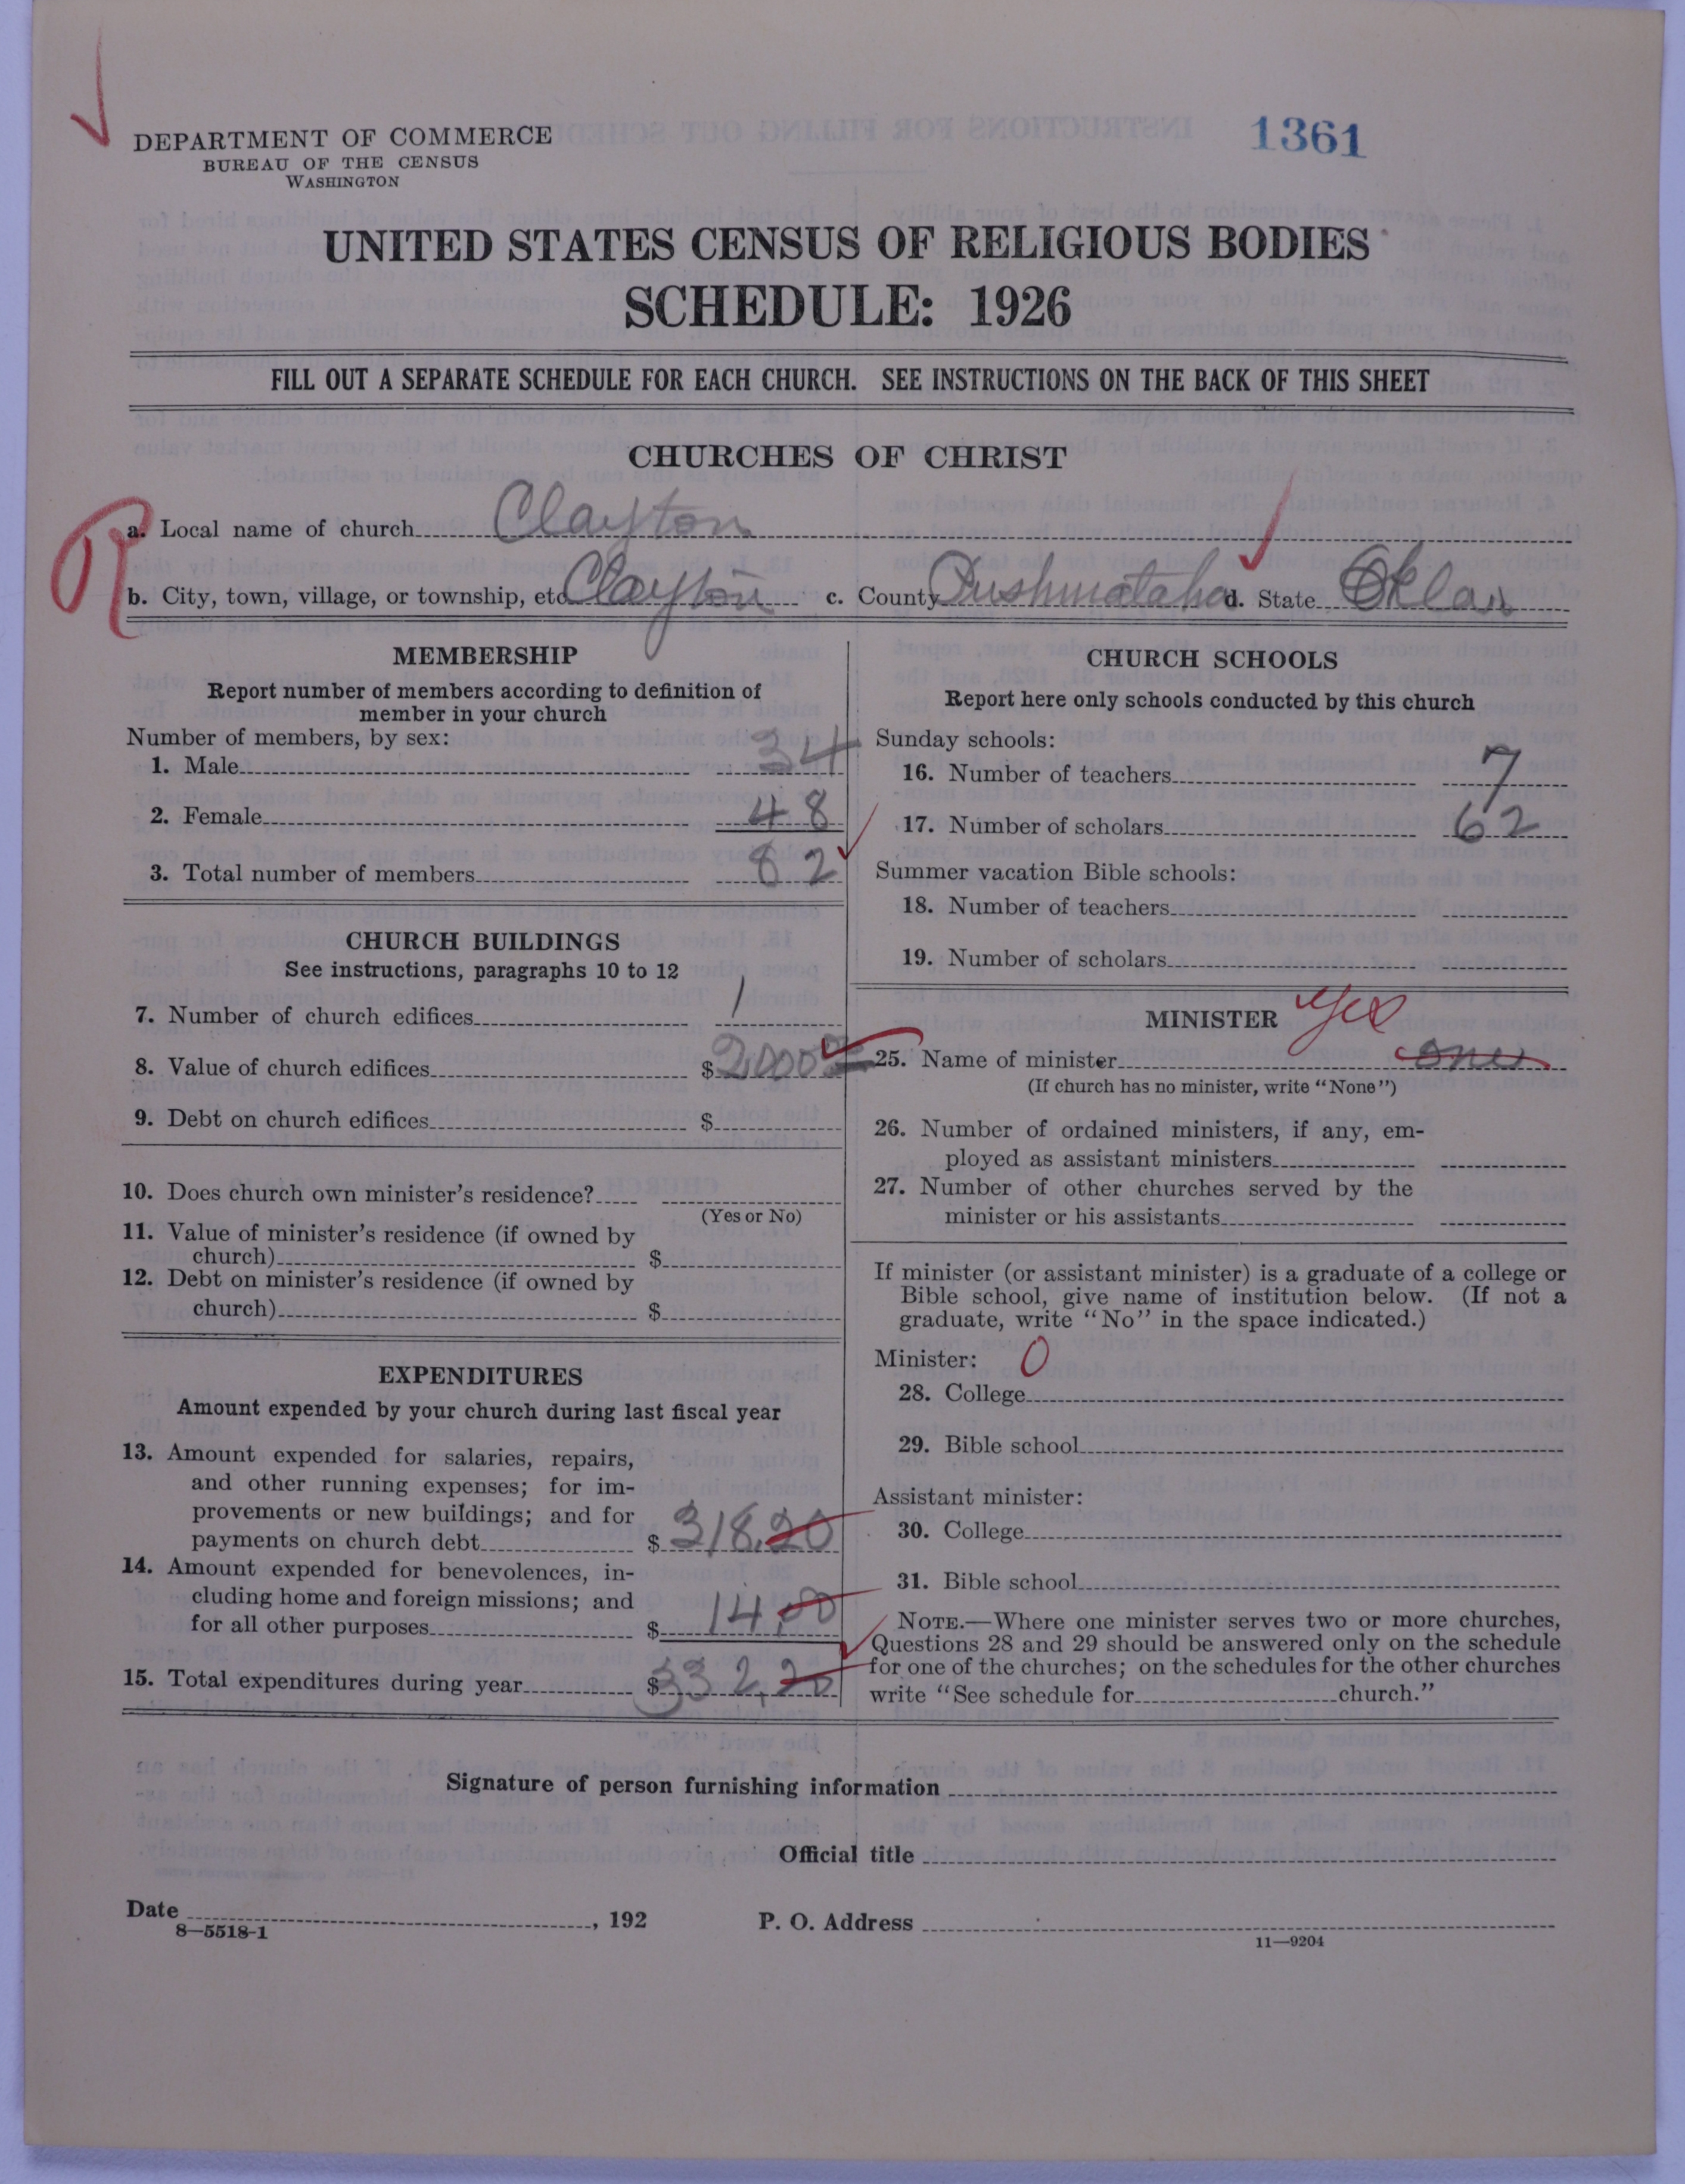 DEPARTMENT OF COMMERCE
BUREAU OF THE CENSUS
WASHINGTON
1361
UNITED STATES CENSUS OF RELIGIOUS BODIES
SCHEDULE: 1926
FILL OUT A SEPARATE SCHEDULE FOR EACH CHURCH. SEE INSTRUCTIONS ON THE BACK OF THIS SHEET
CHURCHES OF CHRIST
R
a. Local name of church Clayton
b. City, town, village, or township, etc. Clayton c. County Pushmataha d. State Okla
MEMBERSHIP
Report number of members according to definition of
member in your church
Number of members, by sex:
1. Male 34
2. Female 48
3. Total number of members 82
CHURCH BUILDINGS
See instructions, paragraphs 10 to 12
7. Number of church edifices 1
8. Value of church edifices $2,000
9. Debt on church edifices $
10. Does church own minister's residence?
(Yes or No)
11. Value of minister's residence (if owned by
church) $
12. Debt on minister's residence (if owned by
church) $
EXPENDITURES
Amount expended by your church during last fiscal year
13. Amount expended for salaries, repairs,
and other running expenses; for im-
provements or new buildings; and for
payments on church debt $ 318.20
14. Amount expended for benevolences, in-
cluding home and foreign missions; and
for all other purposes $ 14,00
15. Total expenditures during year $332,20
CHURCH SCHOOLS
Report here only schools conducted by this church
Sunday schools:
16. Number of teachers 7
17. Number of scholars 62
Summer vacation Bible schools:
18. Number of teachers
19. Number of scholars
MINISTER yes
25. Name of minister one
(If church has no minister, write "None")
26. Number of ordained ministers, if any, em-
ployed as assistant ministers
27. Number of other churches served by the
minister or his assistants
If minister (or assistant minister) is a graduate of a college or
Bible school, give name of institution below. (If not a
graduate, write "No" in the space indicated.)
Minister: 0
28. College
29. Bible school
Assistant minister:
30. College
31. Bible school
NOTE.—Where one minister serves two or more churches,
Questions 28 and 29 should be answered only on the schedule
for one of the churches; on the schedules for the other churches
write "See schedule for church."
Signature of person furnishing information
Official title
Date , 192
P. O. Address
8—5518-1
11—9204